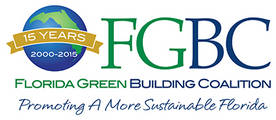 15 YEARS
2000-2015
FGBC
FLORIDA GREEN BUILDING COALITION
Promoting A More Sustainable Florida